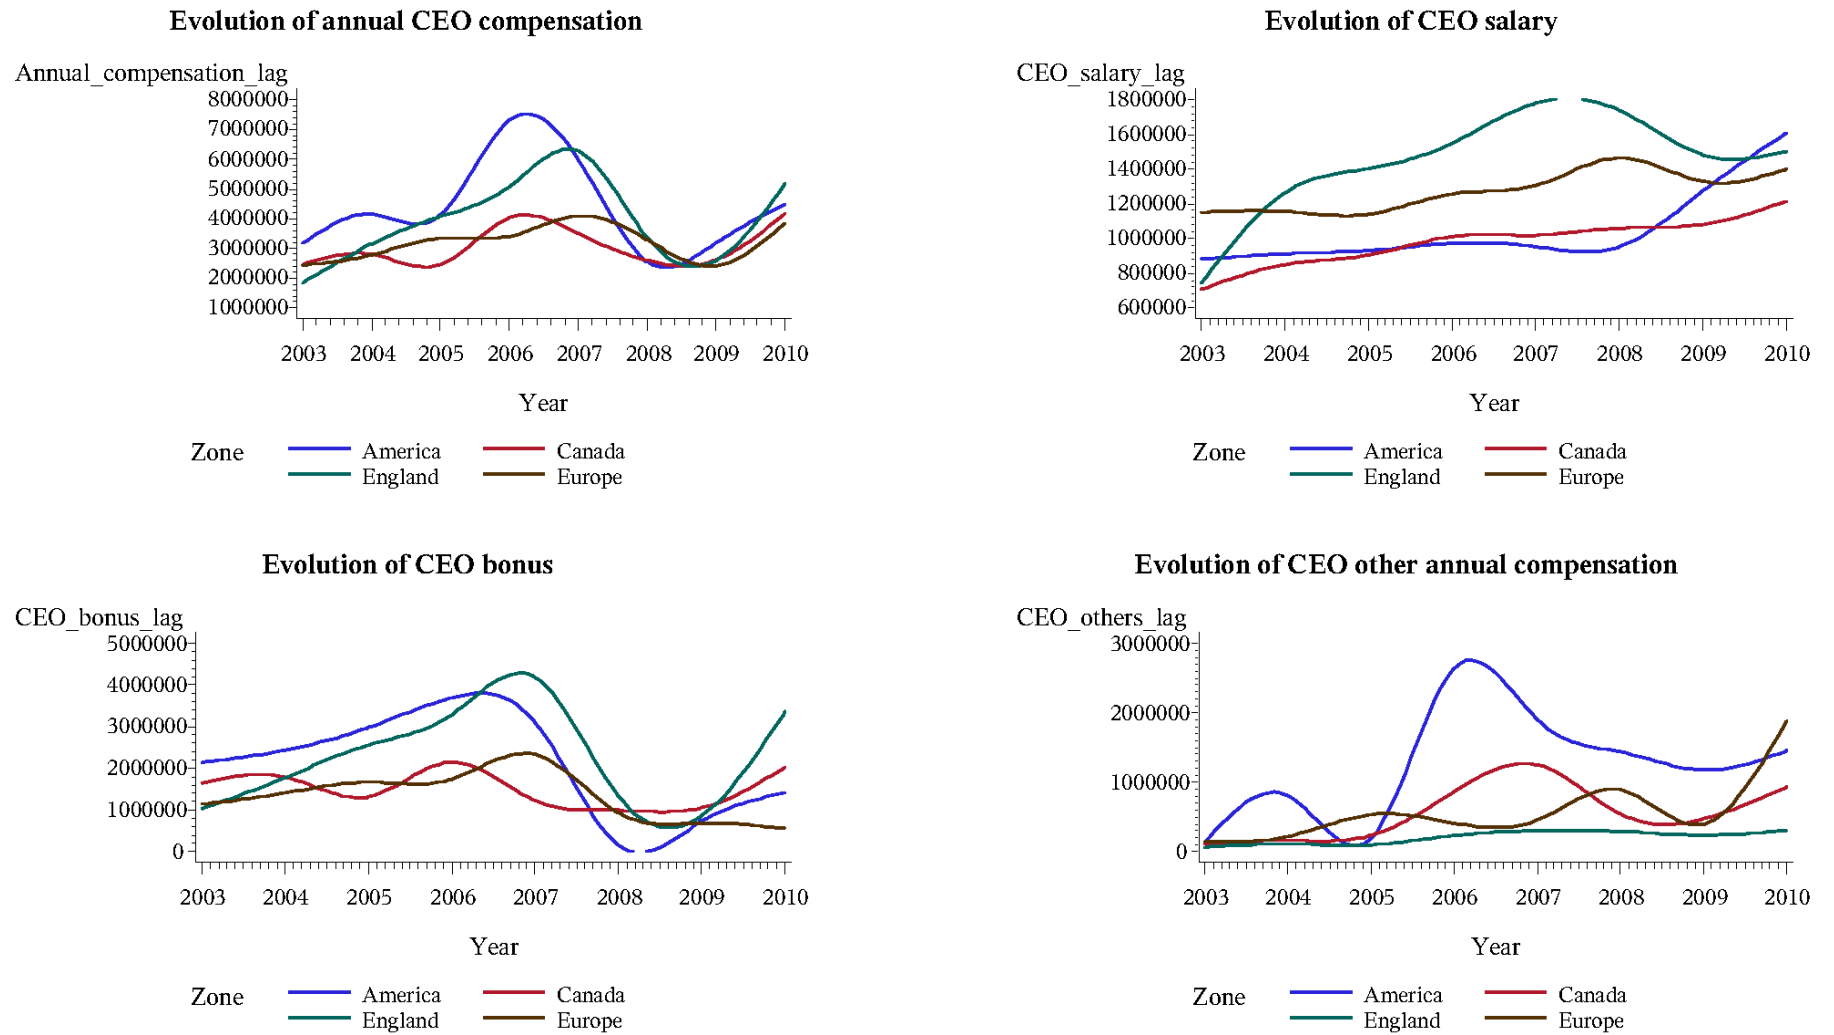 Evolution of annual CEO compensation
Annual_compensation_lag
8000000
7000000
6000000
5000000
4000000
3000000
2000000
1000000
2003 2004 2005 2006 2007 2008 2009 2010
Year
Zone America Canada
England Europe
Evolution of CEO salary
CEO_salary_lag
1800000
1600000
1400000
1200000
1000000
800000
600000
2003 2004 2005 2006 2007 2008 2009 2010
Year
Zone America Canada
England Europe
Evolution of CEO bonus
CEO_bonus_lag
5000000
4000000
3000000
2000000
1000000
0
2003 2004 2005 2006 2007 2008 2009 2010
Year
Zone America Canada
England Europe
Evolution of CEO other annual compensation
CEO_others_lag
3000000
2000000
1000000
0
2003 2004 2005 2006 2007 2008 2009 2010
Year
Zone America Canada
England Europe